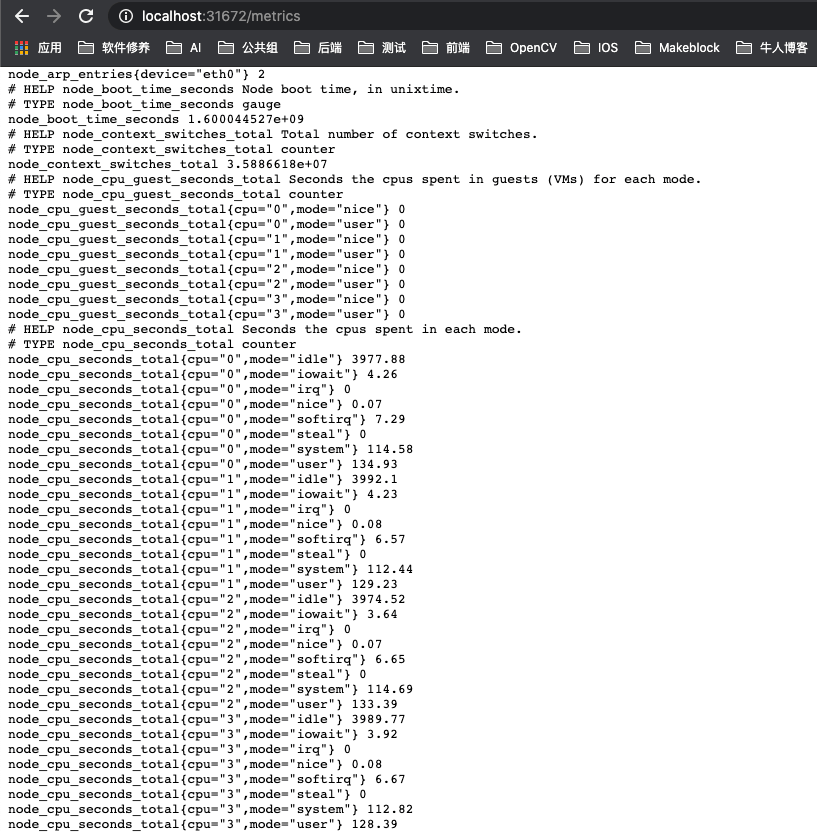 localhost:31672/metrics
应用 软件修养 AI 公共组 后端 测试 前端 OpenCV IOS Makeblock 牛人博客
node_arp_entries{device="eth0"} 2
# HELP node_boot_time_seconds Node boot time, in unixtime.
# TYPE node_boot_time_seconds gauge
node_boot_time_seconds 1.600044527e+09
# HELP node_context_switches_total Total number of context switches.
# TYPE node_context_switches_total counter
node_context_switches_total 3.5886618e+07
# HELP node_cpu_guest_seconds_total Seconds the cpus spent in guests (VMs) for each mode.
# TYPE node_cpu_guest_seconds_total counter
node_cpu_guest_seconds_total{cpu="0",mode="nice"} 0
node_cpu_guest_seconds_total{cpu="0",mode="user"} 0
node_cpu_guest_seconds_total{cpu="1",mode="nice"} 0
node_cpu_guest_seconds_total{cpu="1",mode="user"} 0
node_cpu_guest_seconds_total{cpu="2",mode="nice"} 0
node_cpu_guest_seconds_total{cpu="2",mode="user"} 0
node_cpu_guest_seconds_total{cpu="3",mode="nice"} 0
node_cpu_guest_seconds_total{cpu="3",mode="user"} 0
# HELP node_cpu_seconds_total Seconds the cpus spent in each mode.
# TYPE node_cpu_seconds_total counter
node_cpu_seconds_total{cpu="0",mode="idle"} 3977.88
node_cpu_seconds_total{cpu="0",mode="iowait"} 4.26
node_cpu_seconds_total{cpu="0",mode="irq"} 0
node_cpu_seconds_total{cpu="0",mode="nice"} 0.07
node_cpu_seconds_total{cpu="0",mode="softirq"} 7.29
node_cpu_seconds_total{cpu="0",mode="steal"} 0
node_cpu_seconds_total{cpu="0",mode="system"} 114.58
node_cpu_seconds_total{cpu="0",mode="user"} 134.93
node_cpu_seconds_total{cpu="1",mode="idle"} 3992.1
node_cpu_seconds_total{cpu="1",mode="iowait"} 4.23
node_cpu_seconds_total{cpu="1",mode="irq"} 0
node_cpu_seconds_total{cpu="1",mode="nice"} 0.08
node_cpu_seconds_total{cpu="1",mode="softirq"} 6.57
node_cpu_seconds_total{cpu="1",mode="steal"} 0
node_cpu_seconds_total{cpu="1",mode="system"} 112.44
node_cpu_seconds_total{cpu="1",mode="user"} 129.23
node_cpu_seconds_total{cpu="2",mode="idle"} 3974.52
node_cpu_seconds_total{cpu="2",mode="iowait"} 3.64
node_cpu_seconds_total{cpu="2",mode="irq"} 0
node_cpu_seconds_total{cpu="2",mode="nice"} 0.07
node_cpu_seconds_total{cpu="2",mode="softirq"} 6.65
node_cpu_seconds_total{cpu="2",mode="steal"} 0
node_cpu_seconds_total{cpu="2",mode="system"} 114.69
node_cpu_seconds_total{cpu="2",mode="user"} 133.39
node_cpu_seconds_total{cpu="3",mode="idle"} 3989.77
node_cpu_seconds_total{cpu="3",mode="iowait"} 3.92
node_cpu_seconds_total{cpu="3",mode="irq"} 0
node_cpu_seconds_total{cpu="3",mode="nice"} 0.08
node_cpu_seconds_total{cpu="3",mode="softirq"} 6.67
node_cpu_seconds_total{cpu="3",mode="steal"} 0
node_cpu_seconds_total{cpu="3",mode="system"} 112.82
node_cpu_seconds_total{cpu="3",mode="user"} 128.39